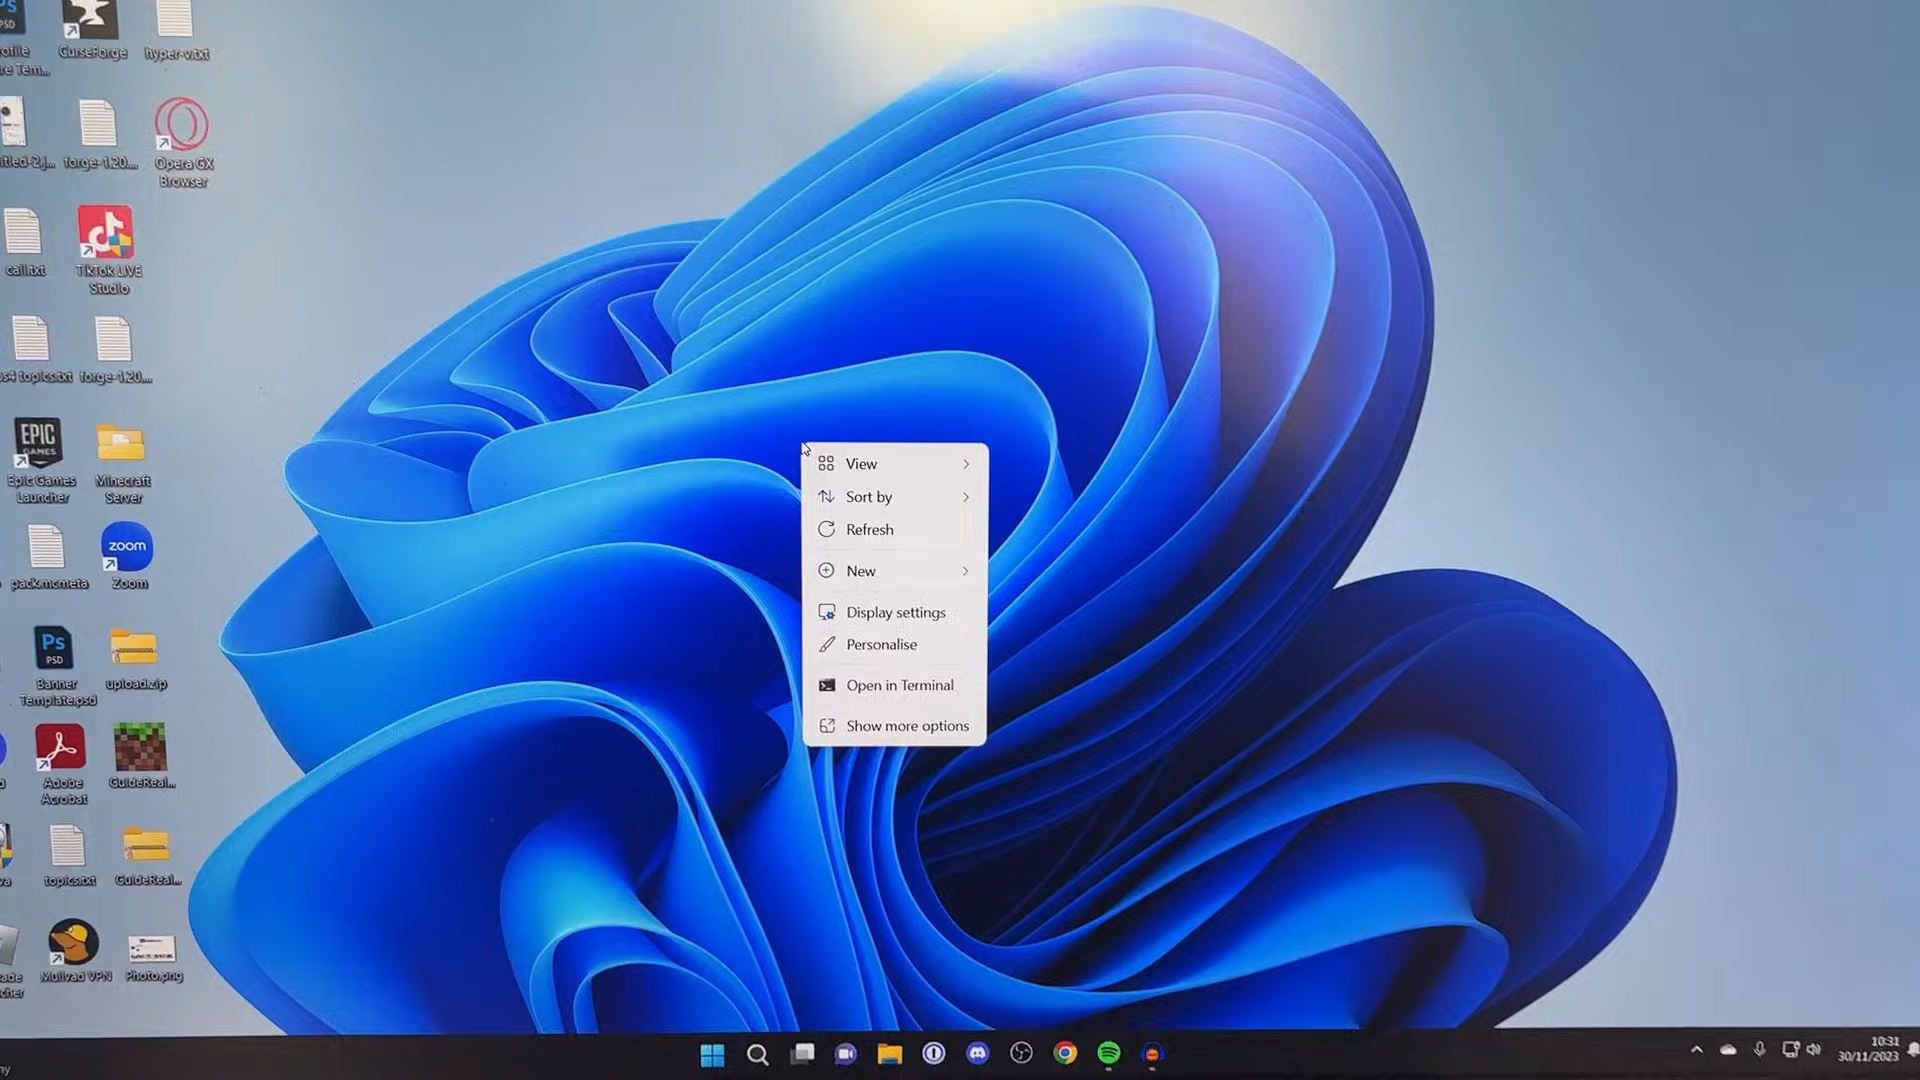 PSD
CurseForge
hyper-v.txt
forge-1.20....
Opera GX
Browser
call.txt
TikTok LIVE
Studio
ps4 topics.txt
forge-1.20....
EPIC
GAMES
Epic Games
Launcher
Minecraft
Server
pack.mcmeta
zoom
Zoom
Ps
PSD
Banner
Template.psd
upload.zip
Adobe
Acrobat
GuideReal...
topics.txt
GuideReal...
Mullvad VPN
Photo.png
View
Sort by
Refresh
New
Display settings
Personalise
Open in Terminal
Show more options
10:31
30/11/2023